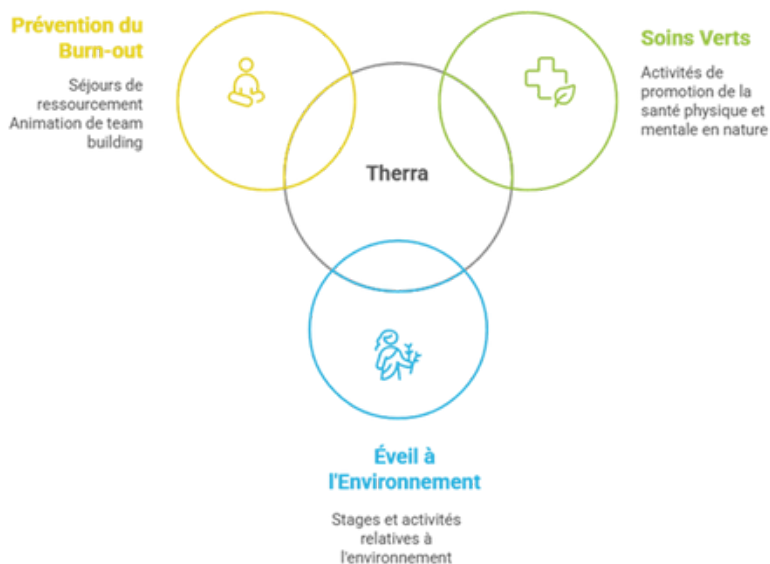 Prévention du
Burn-out
Séjours de
ressourcement
Animation de team
building
Therra
Soins Verts
Activités de
promotion de la
santé physique et
mentale en nature
Éveil à
l'Environnement
Stages et activités
relatives à
l'environnement